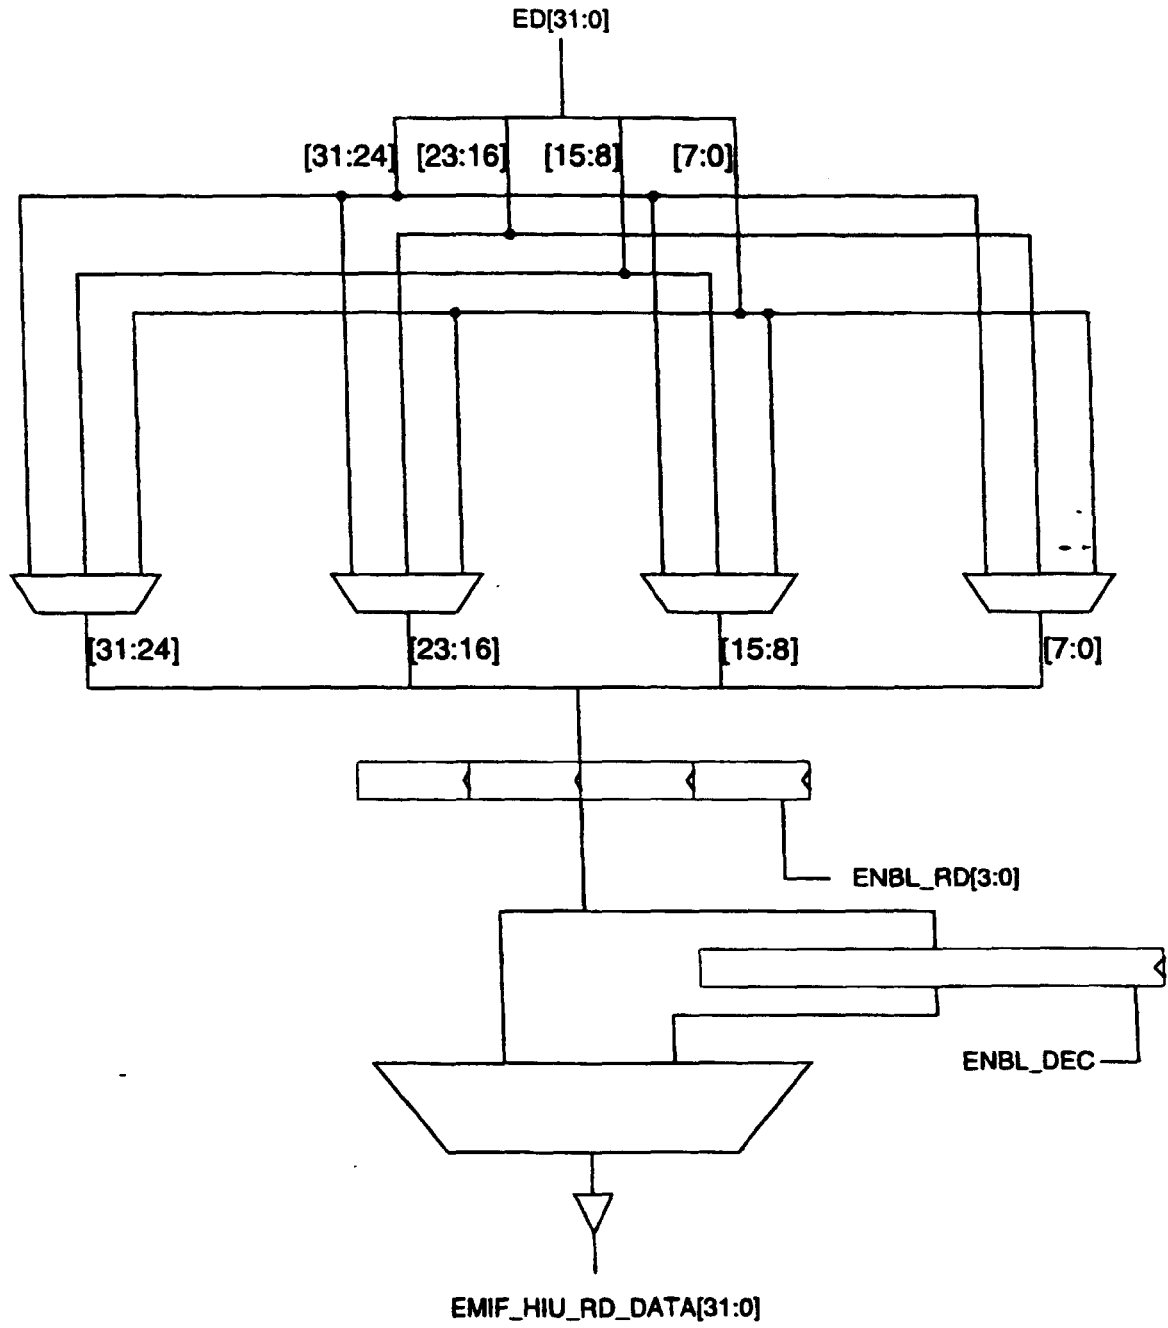 ED[31:0]
[31:24] [23:16] [15:8] [7:0]
[31:24] [23:16] [15:8] [7:0]
ENBL_RD[3:0]
ENBL_DEC
EMIF_HIU_RD_DATA[31:0]